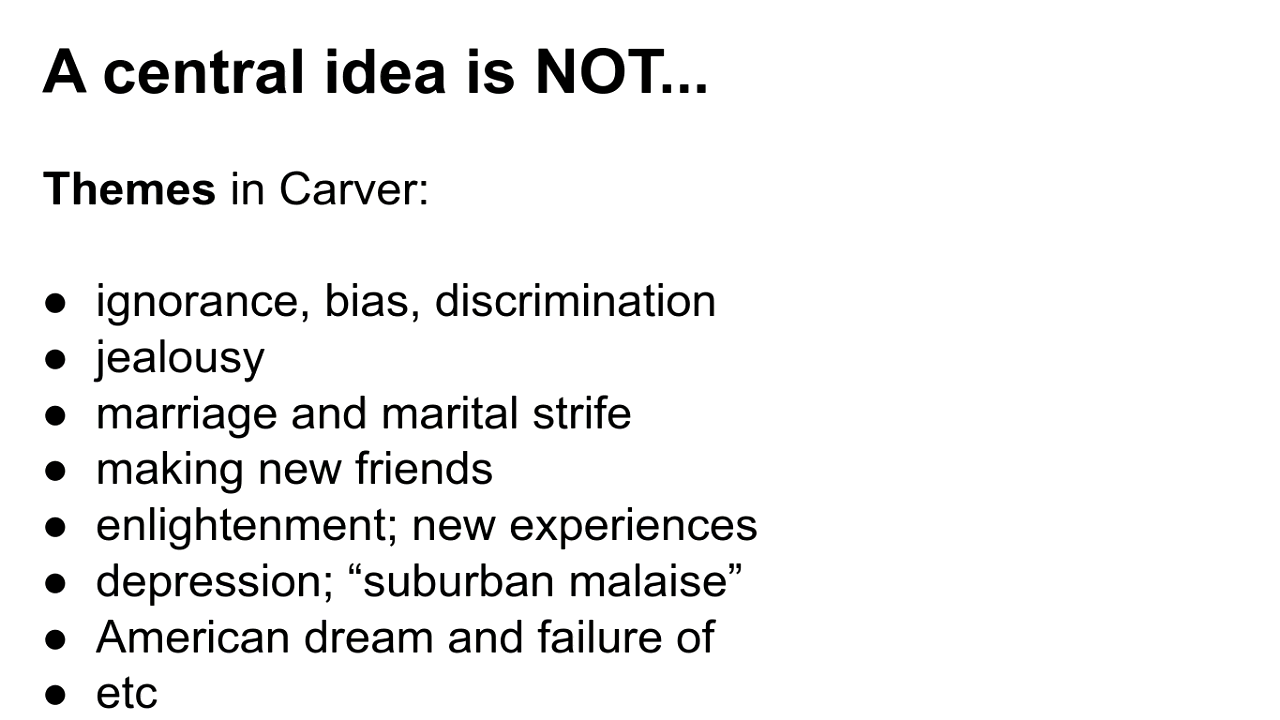 A central idea is NOT...
Themes in Carver:
● ignorance, bias, discrimination
● jealousy
● marriage and marital strife
● making new friends
● enlightenment; new experiences
● depression; “suburban malaise”
● American dream and failure of
● etc